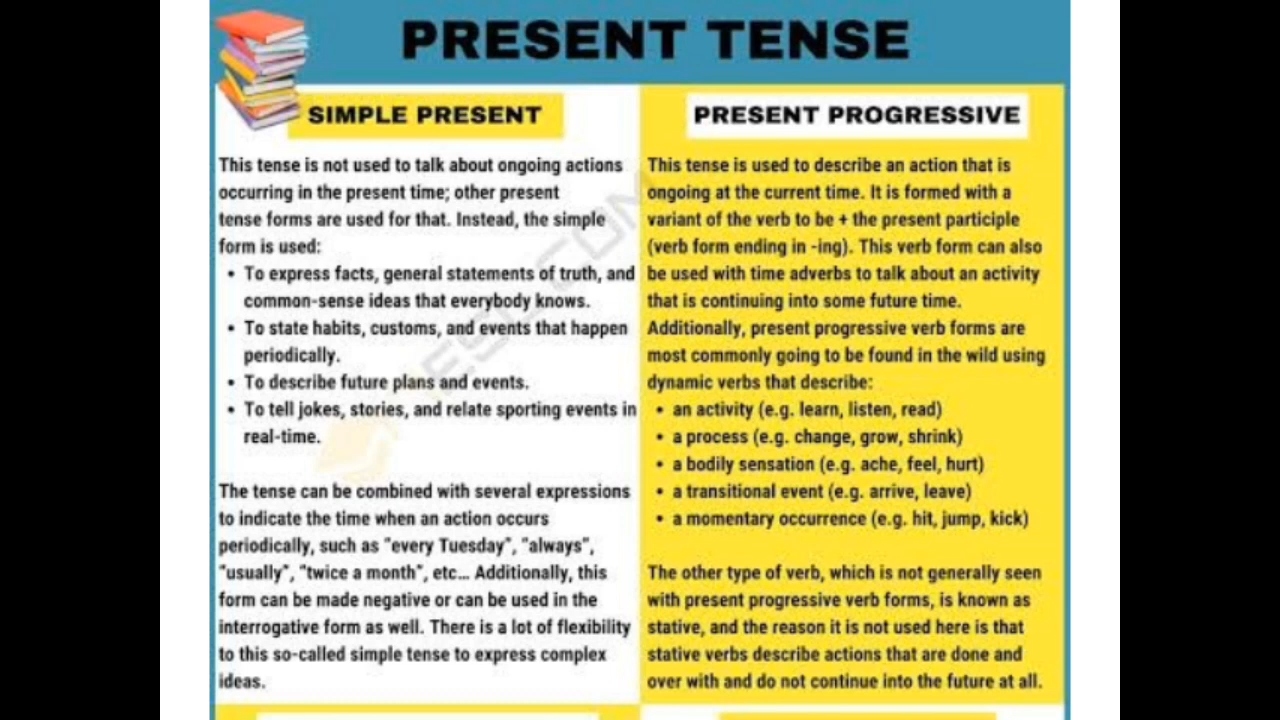 PRESENT TENSE
SIMPLE PRESENT
This tense is not used to talk about ongoing actions
occurring in the present time; other present
tense forms are used for that. Instead, the simple
form is used:
• To express facts, general statements of truth, and
common-sense ideas that everybody knows.
• To state habits, customs, and events that happen
periodically.
• To describe future plans and events.
• To tell jokes, stories, and relate sporting events in
real-time.
The tense can be combined with several expressions
to indicate the time when an action occurs
periodically, such as "every Tuesday", "always",
"usually", "twice a month", etc... Additionally, this
form can be made negative or can be used in the
interrogative form as well. There is a lot of flexibility
to this so-called simple tense to express complex
ideas.
PRESENT PROGRESSIVE
This tense is used to describe an action that is
ongoing at the current time. It is formed with a
variant of the verb to be + the present participle
(verb form ending in -ing). This verb form can also
be used with time adverbs to talk about an activity
that is continuing into some future time.
Additionally, present progressive verb forms are
most commonly going to be found in the wild using
dynamic verbs that describe:
• an activity (e.g. learn, listen, read)
• a process (e.g. change, grow, shrink)
• a bodily sensation (e.g. ache, feel, hurt)
• a transitional event (e.g. arrive, leave)
• a momentary occurrence (e.g. hit, jump, kick)
The other type of verb, which is not generally seen
with present progressive verb forms, is known as
stative, and the reason it is not used here is that
stative verbs describe actions that are done and
over with and do not continue into the future at all.